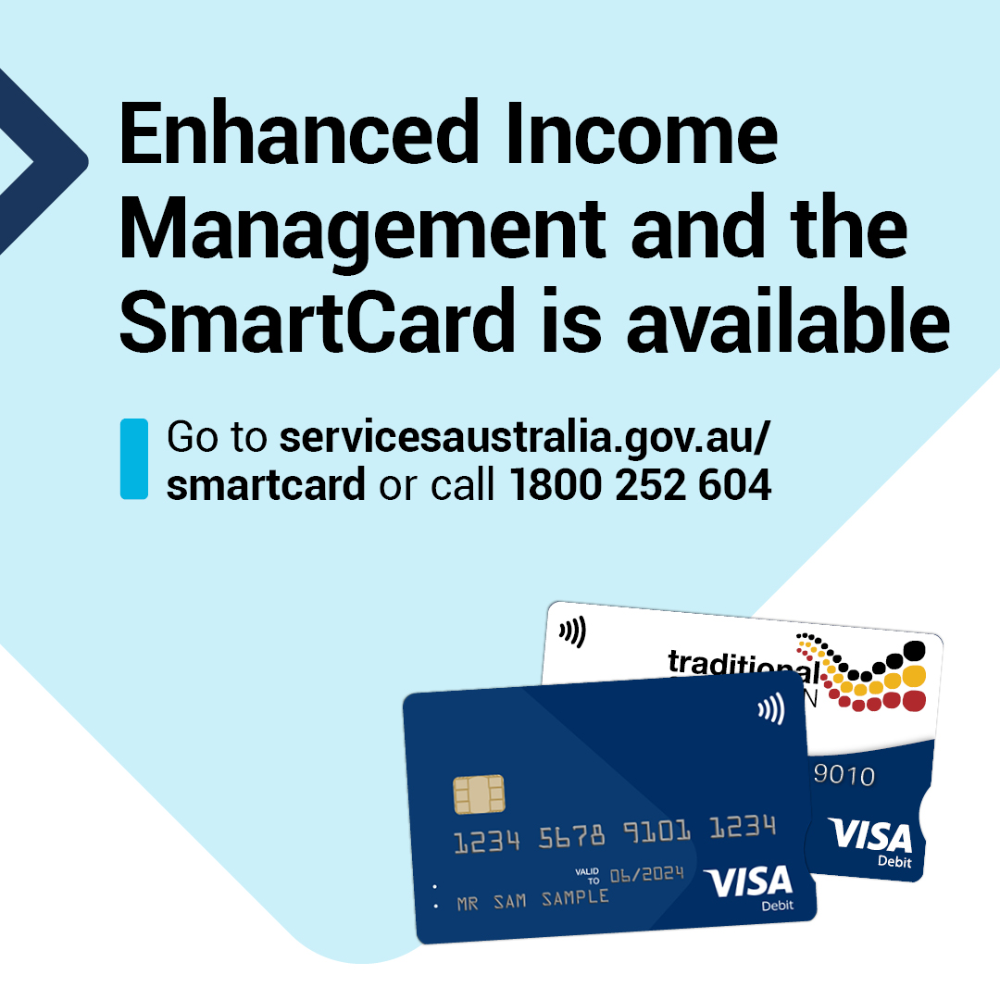 Enhanced Income
Management and the
SmartCard is available
Go to servicesaustralia.gov.au/
smartcard or call 1800 252 604
traditional
9010
VISA
Debit
1234 5678 9101 1234
VALID
TO 06/2024
MR SAM SAMPLE
VISA
Debit